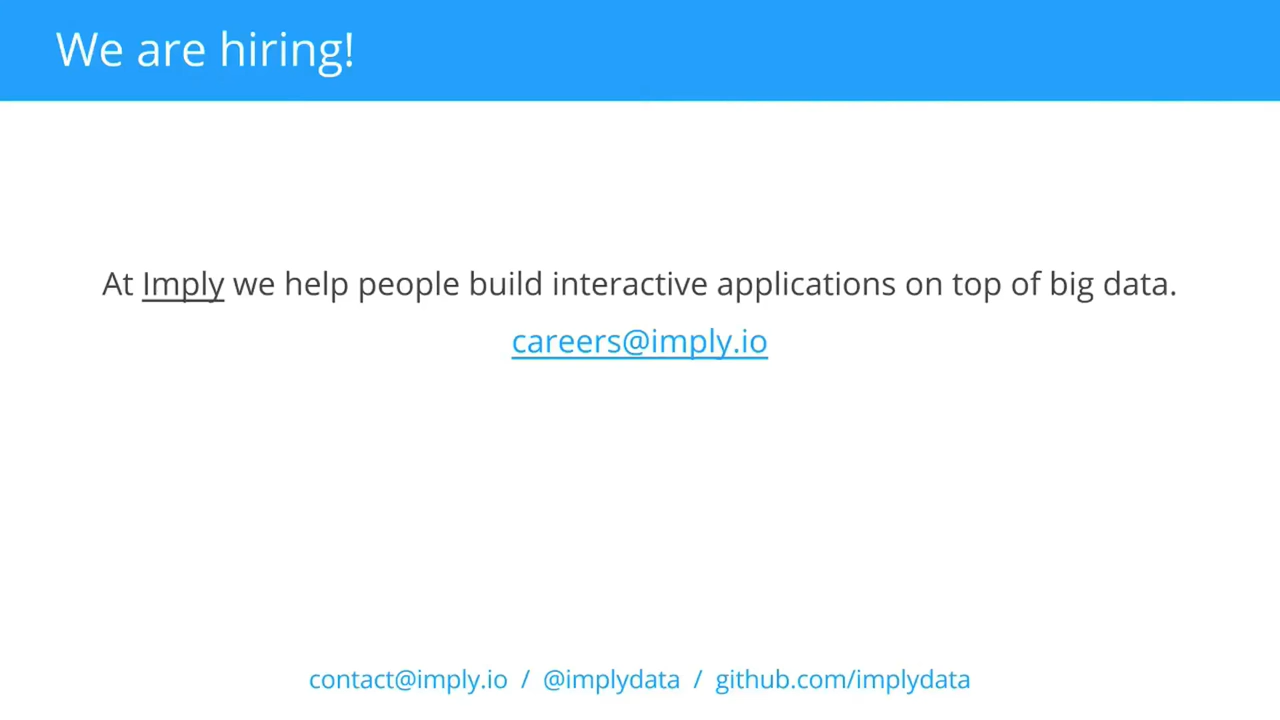 We are hiring!
At Imply we help people build interactive applications on top of big data.
careers@imply.io
contact@imply.io / @implydata / github.com/implydata